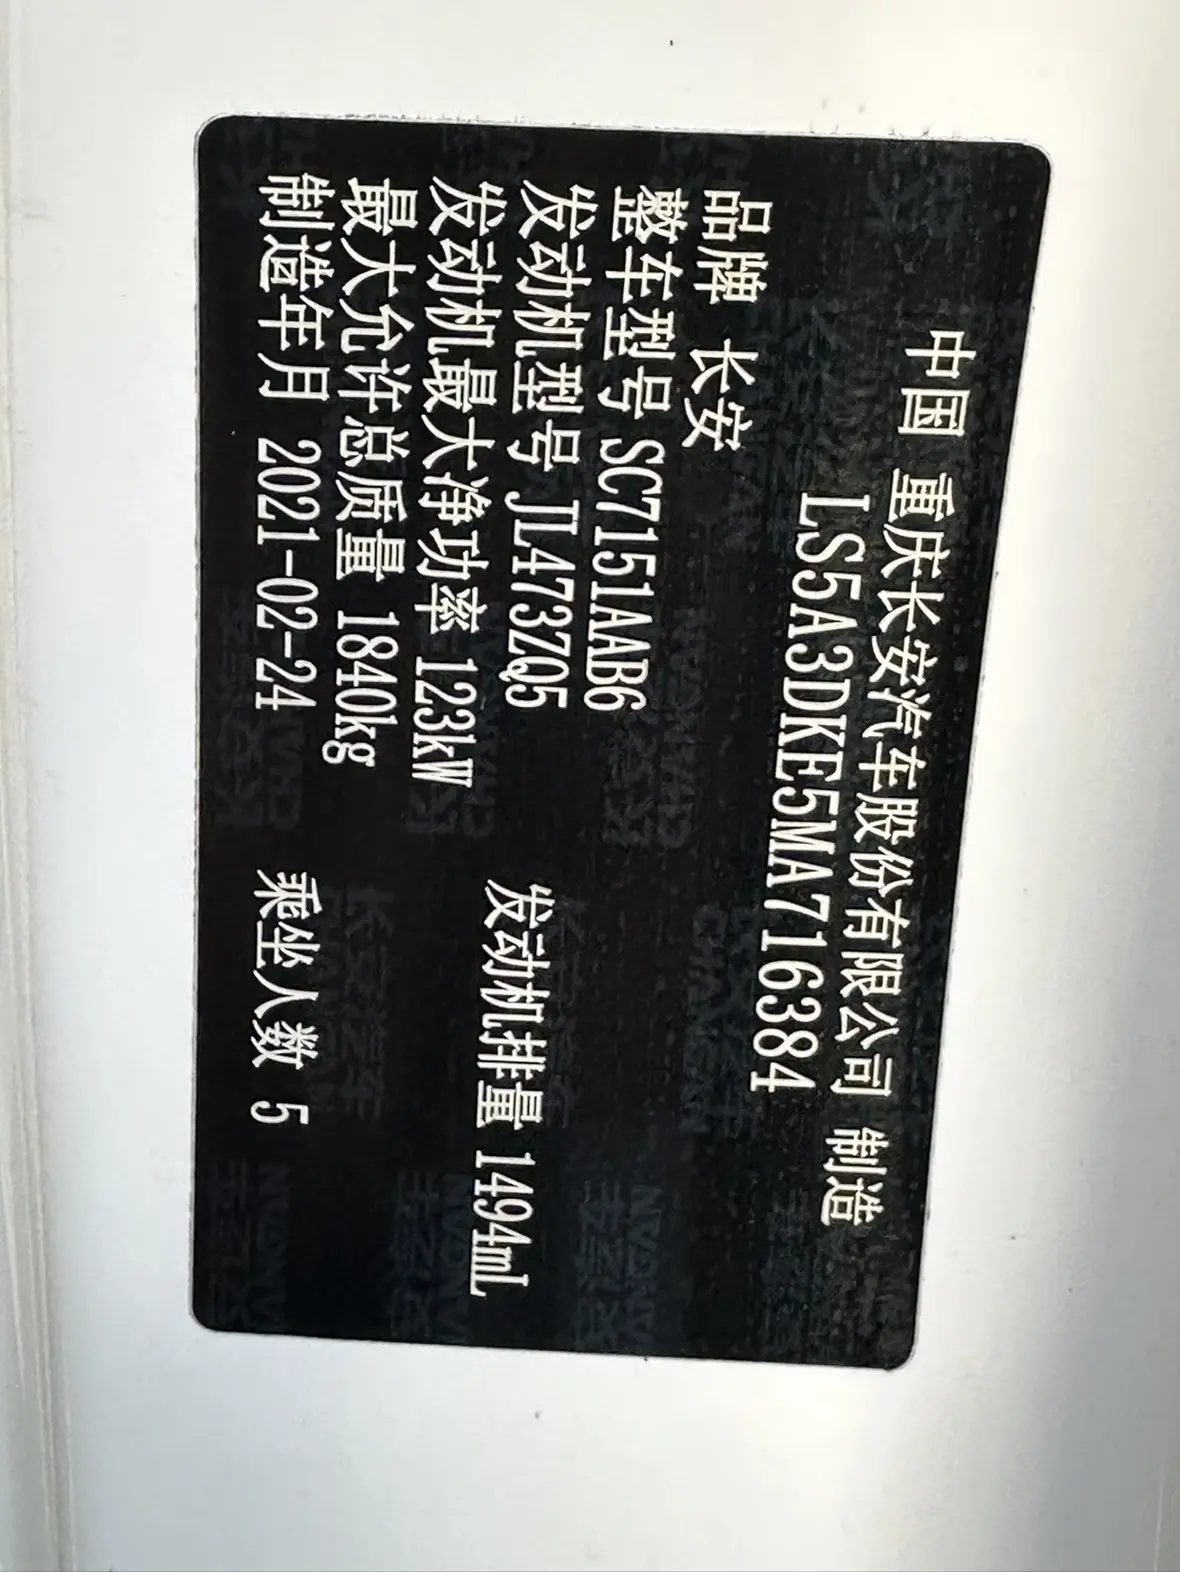 中国 重庆长安汽车股份有限公司 制造
LS5A3DKE5MA716384
品牌 长安
整车型号 SC7151AAB6
发动机型号 JL473ZQ5 发动机排量 1494mL
发动机最大净功率 123kW
最大允许总质量 1840kg
制造年月 2021-02-24 乘坐人数 5